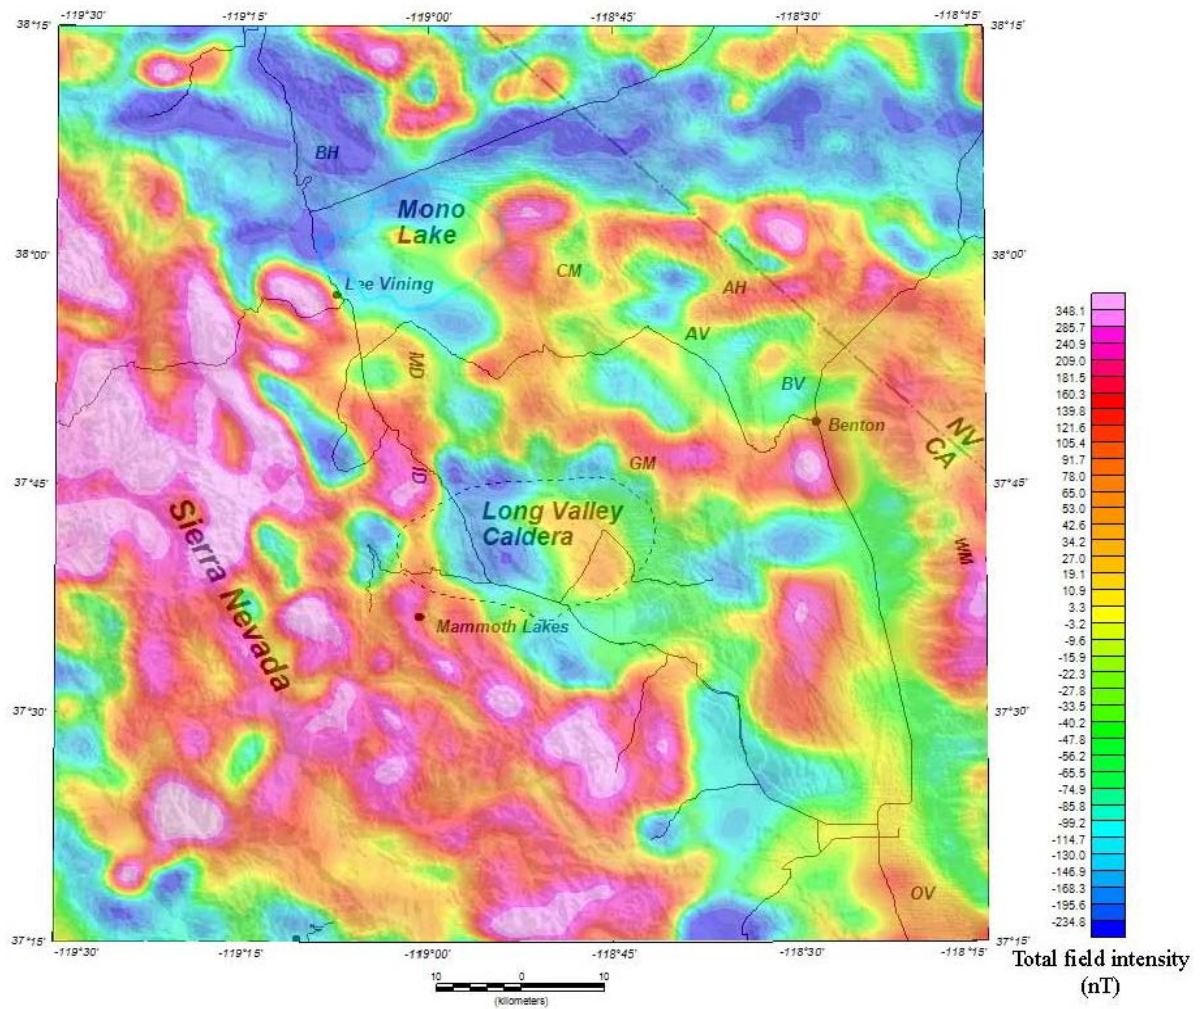 -119°30'
-119°15'
-119°00'
-118°45'
-118°30'
-118°15'
38°15'
38°15'
BH
Mono
Lake
38°00'
CM
38°00'
Lee Vining
AH
AV
MD
BV
Benton
NV
CA
GM
JD
37°45'
37°45'
Long Valley
Caldera
Sierra Nevada
WM
Mammoth Lakes
37°30'
37°30'
OV
37°15'
37°15'
-119°30'
-119°15'
-119°00'
-118°45'
-118°30'
-118°15'
10 0 10
(kilometers)
348.1
285.7
240.9
209.0
181.5
160.3
139.8
121.6
105.4
91.7
78.0
65.0
53.0
42.6
34.2
27.0
19.1
10.9
3.3
-3.2
-9.6
-15.9
-22.3
-27.8
-33.5
-40.2
-47.8
-56.2
-65.5
-74.9
-85.8
-99.2
-114.7
-130.0
-146.9
-168.3
-195.6
-234.8
Total field intensity
(nT)